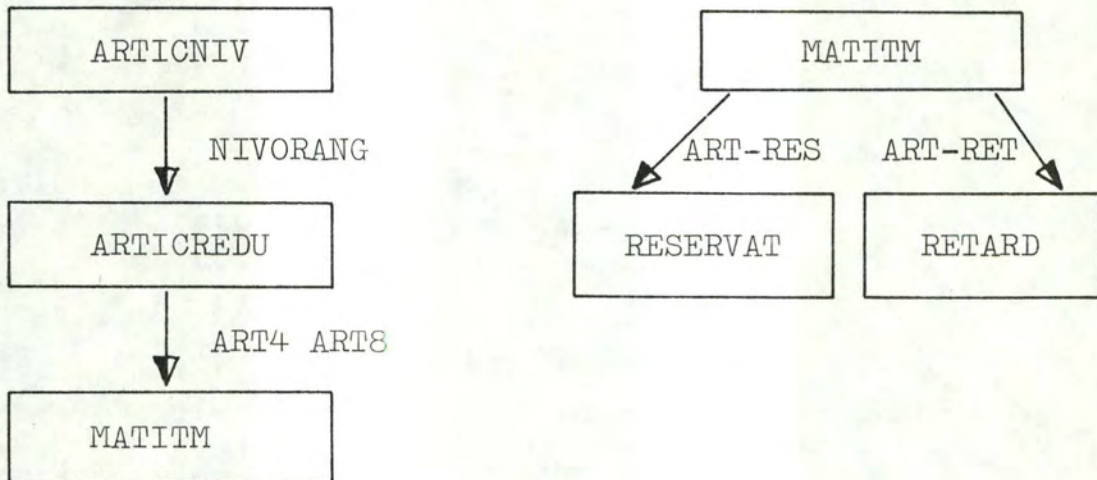 ARTICNIV
NIVORANG
ARTICREDU
ART4 ART8
MATITM
MATITM
ART-RES
ART-RET
RESERVAT
RETARD